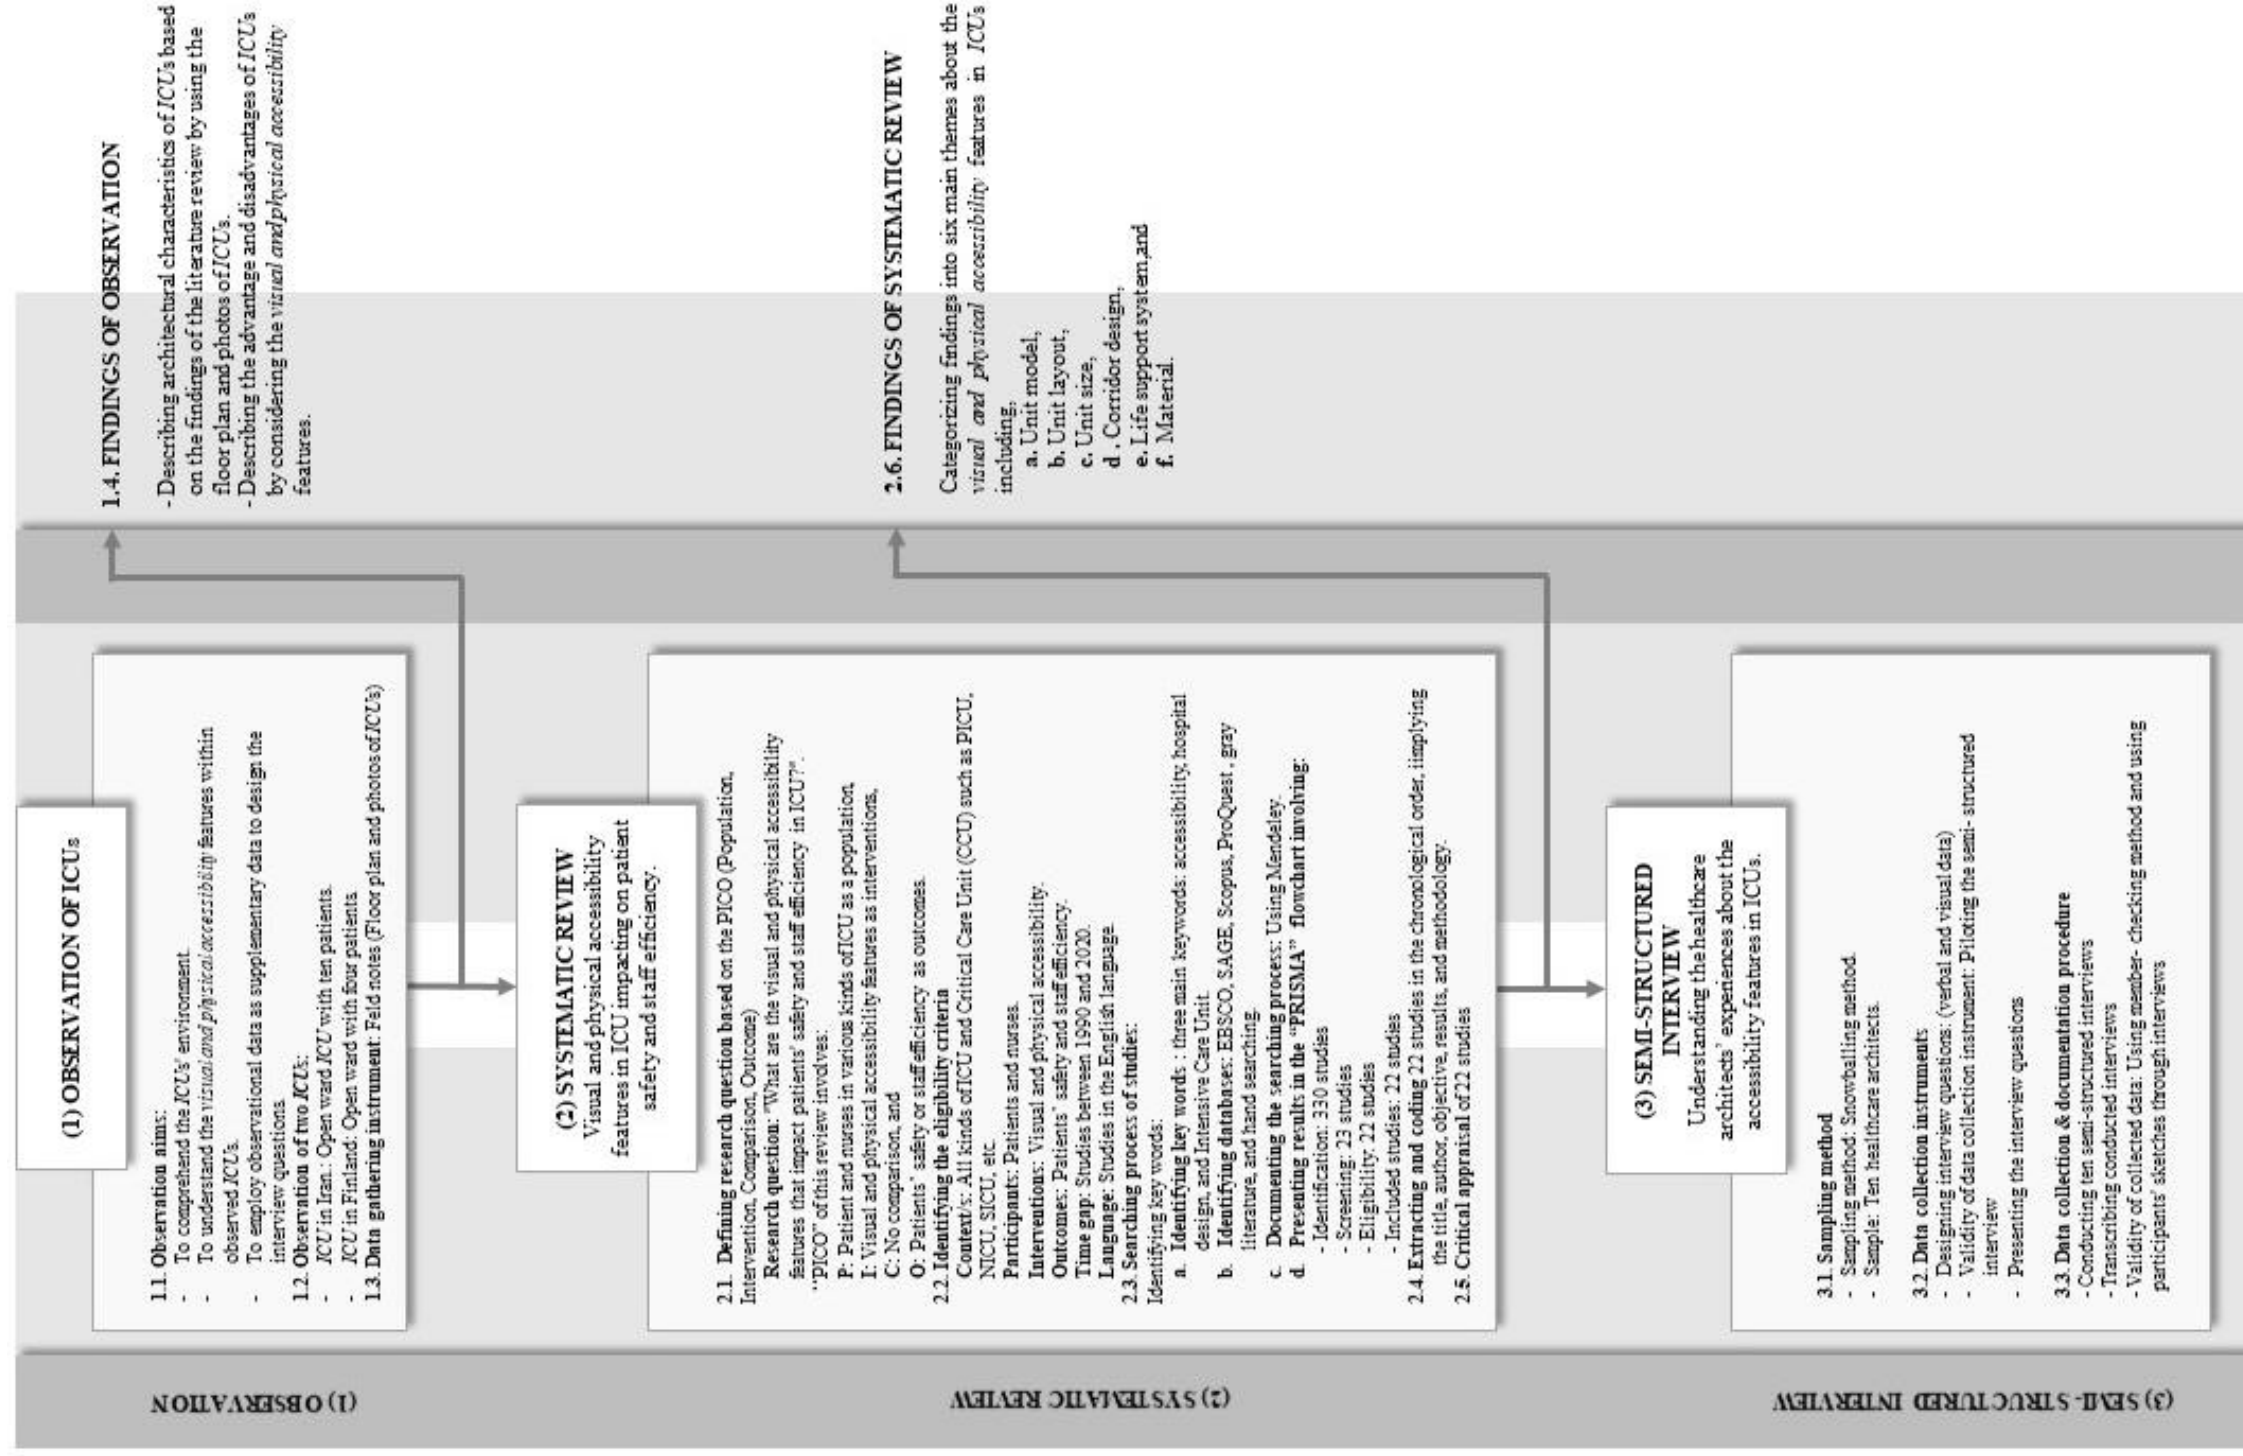 (1) OBSERVATION
(1) OBSERVATION OF ICUs
1.1. Observation aims:
- To comprehend the ICUs' environment.
- To understand the visual and physical accessibility features within
observed ICUs.
- To employ observational data as supplementary data to design the
interview questions.
1.2. Observation of two ICUs:
- ICU in Iran: Open ward ICU with ten patients.
- ICU in Finland: Open ward with four patients.
1.3. Data gathering instrument: Feld notes (Floor plan and photos of ICUs)
1.4. FINDINGS OF OBSERVATION
- Describing architectural characteristics of ICUs based
on the findings of the literature review by using the
floor plan and photos of ICUs.
- Describing the advantage and disadvantages of ICUs
by considering the visual and physical accessibility
features.
(2) SYSTEMATIC REVIEW
(2) SYSTEMATIC REVIEW
Visual and physical accessibility
features in ICU impacting on patient
safety and staff efficiency.
2.1. Defining research question based on the PICO (Population,
Intervention, Comparison, Outcome)
Research question: "What are the visual and physical accessibility
features that impact patients' safety and staff efficiency in ICU?".
"PICO" of this review involves:
P: Patient and nurses in various kinds of ICU as a population,
I: Visual and physical accessibility features as interventions,
C: No comparison, and
O: Patients' safety or staff efficiency as outcomes.
2.2. Identifying the eligibility criteria
Context/s: All kinds of ICU and Critical Care Unit (CCU) such as PICU,
NICU, SICU, etc.
Participants: Patients and nurses.
Interventions: Visual and physical accessibility.
Outcomes: Patients' safety and staff efficiency.
Time gap: Studies between 1990 and 2020.
Language: Studies in the English language.
2.3. Searching process of studies:
Identifying key words:
a. Identifying key words : three main keywords: accessibility, hospital
design, and Intensive Care Unit.
b. Identifying databases: EBSCO, SAGE, Scopus, ProQuest , gray
literature, and hand searching.
c. Documenting the searching process: Using Mendeley.
d. Presenting results in the "PRISMA" flowchart involving:
- Identification: 330 studies
- Screening: 23 studies
- Eligibility. 22 studies
- Included studies: 22 studies
2.4. Extracting and coding 22 studies in the chronological order, iimplying
the title, author, objective, results, and methodology.
2.5. Critical appraisal of 22 studies
2.6. FINDINGS OF SYSTEMATIC REVIEW
Categorizing findings into six main themes about the
visual and physical accessibility features in ICUs
including,
a. Unit model,
b. Unit layout,
c. Unit size,
d . Corridor design,
e. Life support system,and
f. Material.
(3) SEMI- STRUCTURED INTERVIEW
(3) SEMI-STRUCTURED
INTERVIEW
Understanding the healthcare
architects' experiences about the
accessibility features in ICUs.
3.1. Sampling method
- Sampling method: Snowballing method.
- Sample: Ten healthcare architects.
3.2. Data collection instruments
- Designing interview questions: (verbal and visual data)
- Validity of data collection instrument: Piloting the semi- structured
interview
- Presenting the interview questions
3.3. Data collection & documentation procedure
- Conducting ten semi-structured interviews
- Transcribing conducted interviews
- Validity of collected data: Using member- checking method and using
participants' sketches through interviews